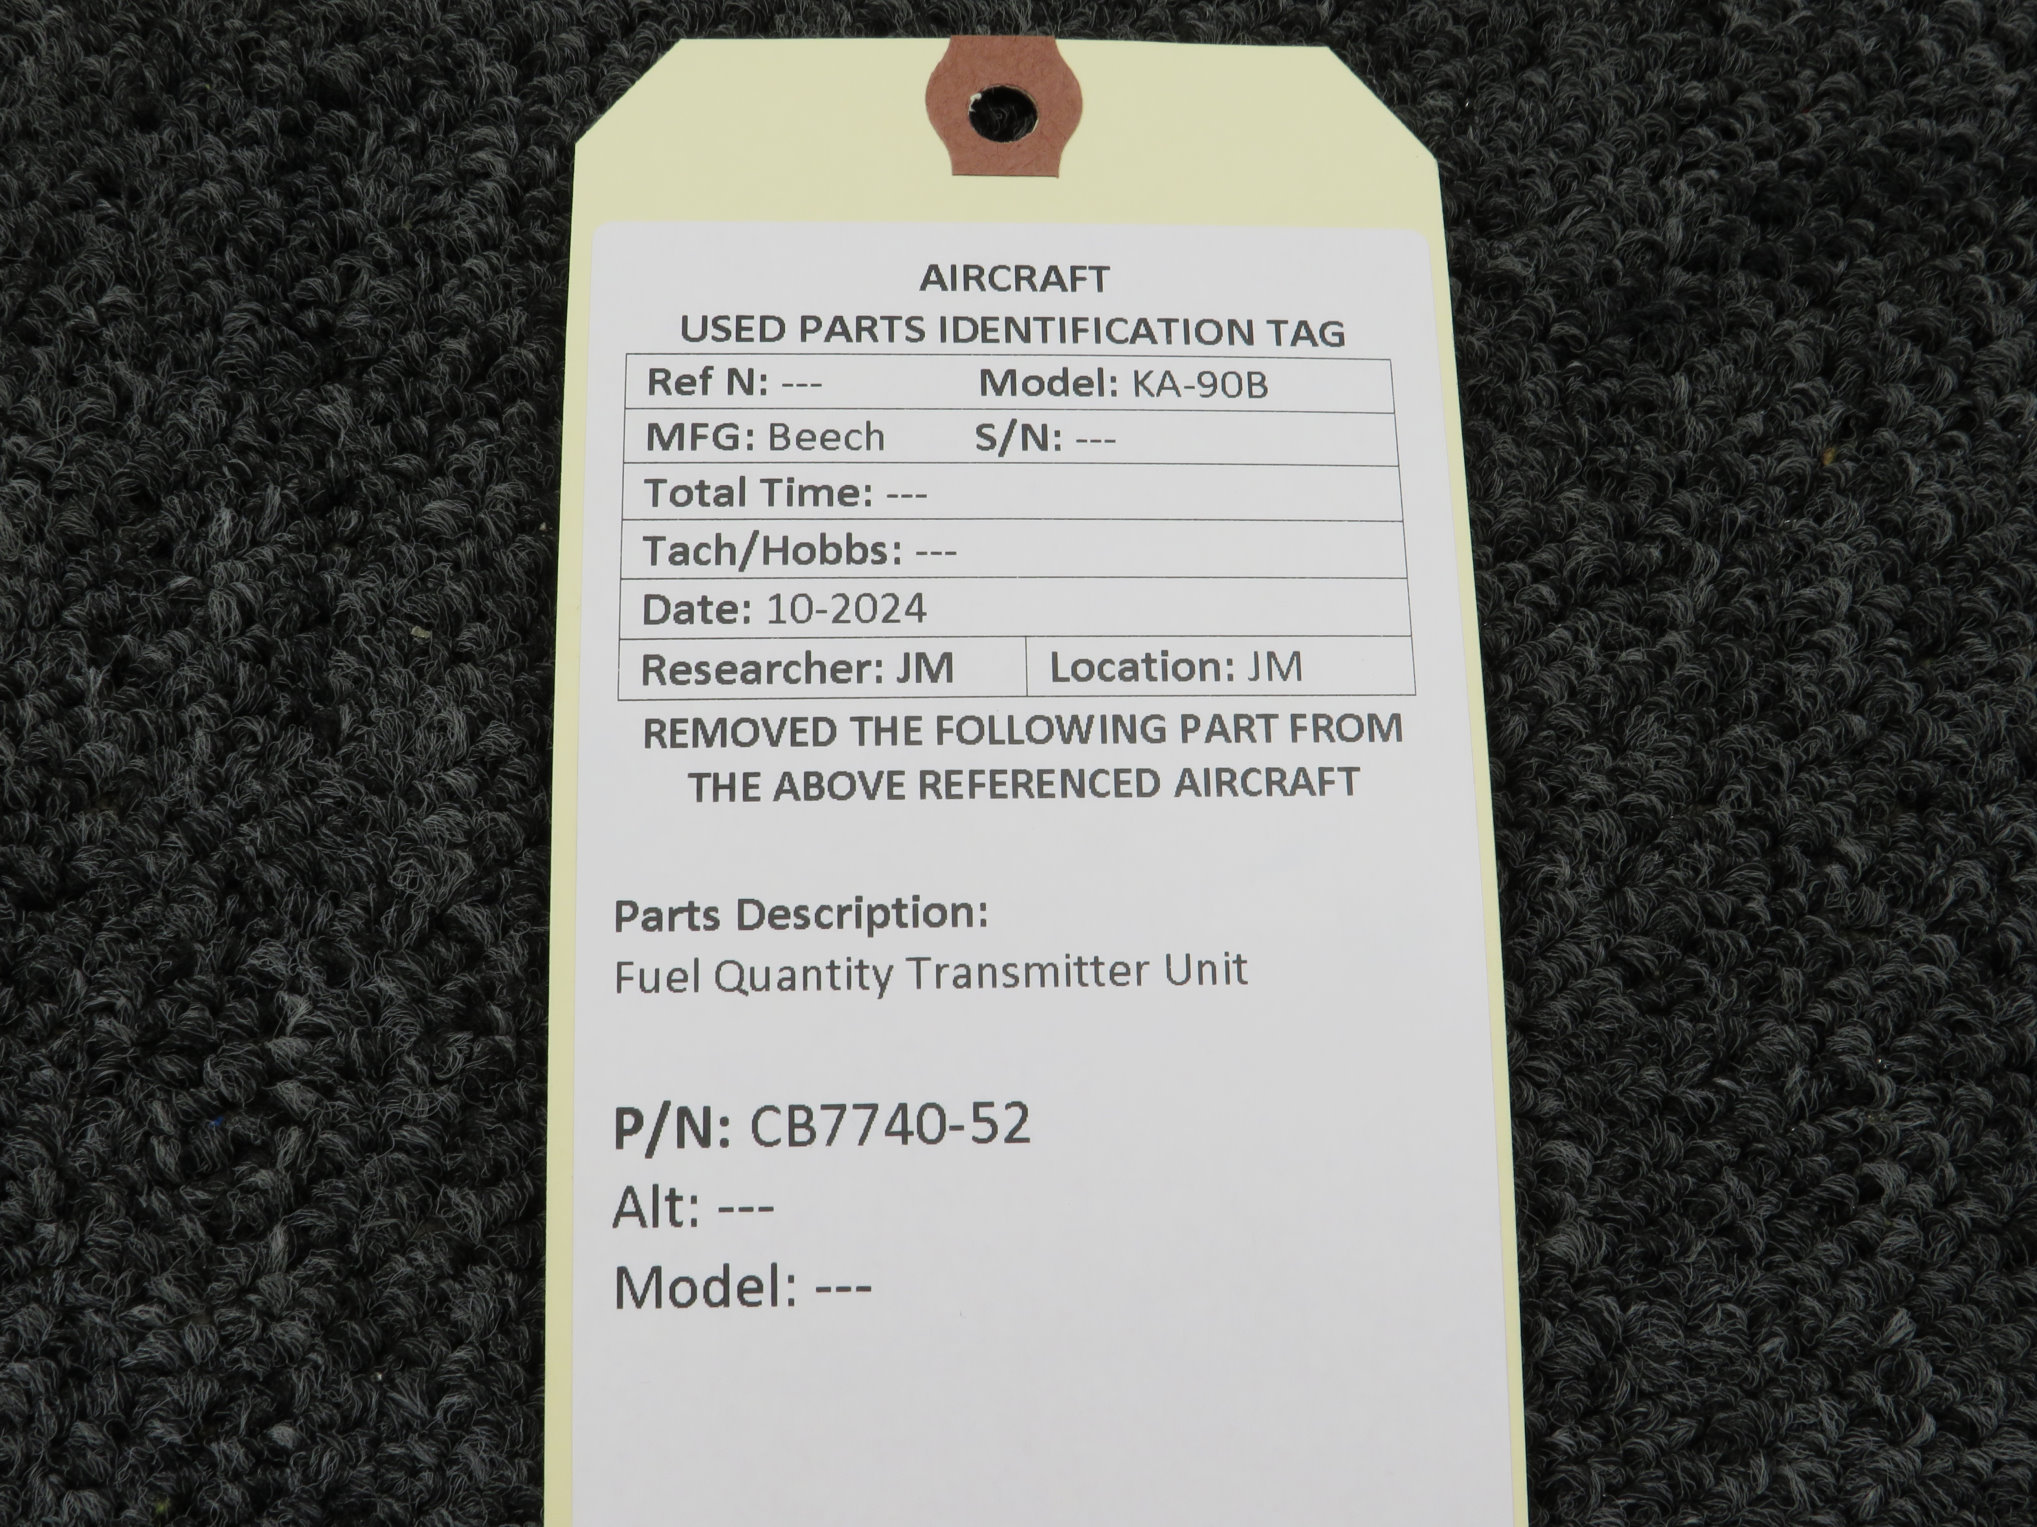 AIRCRAFT
USED PARTS IDENTIFICATION TAG
Ref N: --- Model: KA-90B
MFG: Beech S/N: ---
Total Time: ---
Tach/Hobbs: ---
Date: 10-2024
Researcher: JM Location: JM
REMOVED THE FOLLOWING PART FROM
THE ABOVE REFERENCED AIRCRAFT
Parts Description:
Fuel Quantity Transmitter Unit
P/N: CB7740-52
Alt: ---
Model: ---